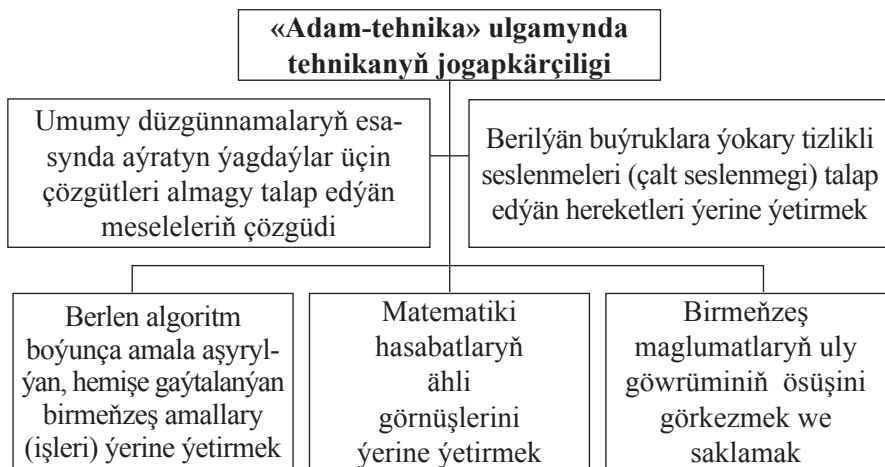 «Adam-tehnika» ulgamynda
tehnikanyň jogapkärçiligi
Umumy düzgünnamalaryň esa-
synda aýratyn ýagdaýlar üçin
çözgütleri almagy talap edýän
meseleleriň çözgüdi
Berilýän buýruklara ýokary tizlikli
seslenmeleri (çalt seslenmegi) talap
edýän hereketleri ýerine ýetirmek
Berlen algoritm
boýunça amala aşyryl-
ýan, hemişe gaýtalanýan
birmeňzeş amallary
(işleri) ýerine ýetirmek
Matematiki
hasabatlaryň
ähli
görnüşlerini
ýerine ýetirmek
Birmeňzeş
maglumatlaryň uly
göwrüminiň ösüşini
görkezmek we
saklamak